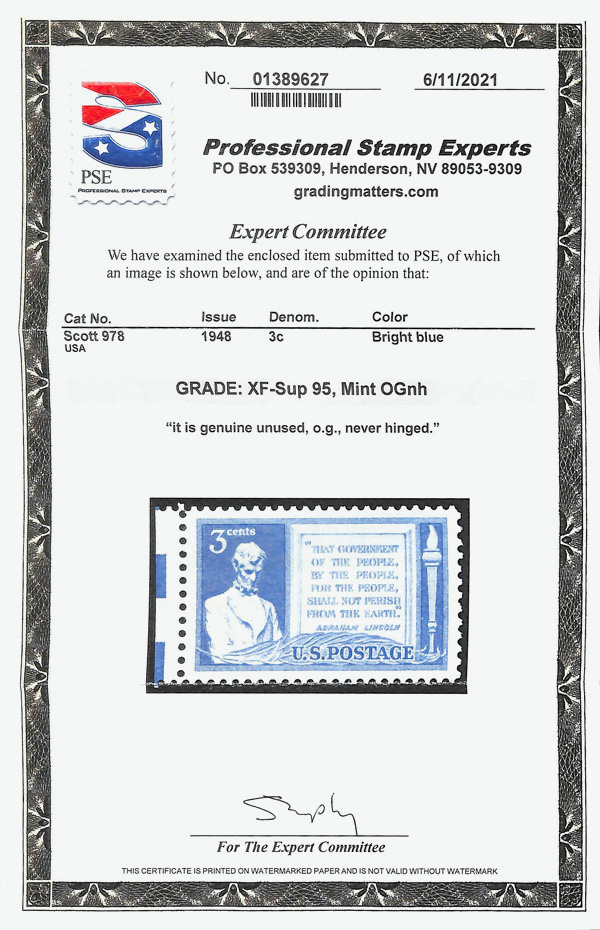 No. 01389627 6/11/2021
PSE
PROFESSIONAL STAMP EXPERTS
Professional Stamp Experts
PO Box 539309, Henderson, NV 89053-9309
gradingmatters.com
Expert Committee
We have examined the enclosed item submitted to PSE, of which
an image is shown below, and are of the opinion that:
Cat No. Issue Denom. Color
Scott 978 1948 3c Bright blue
USA
GRADE: XF-Sup 95, Mint OGnh
“it is genuine unused, o.g., never hinged.”
3 cents
"THAT GOVERNMENT
OF THE PEOPLE,
BY THE PEOPLE,
FOR THE PEOPLE,
SHALL NOT PERISH
FROM THE EARTH."
ABRAHAM LINCOLN
U.S. POSTAGE
For The Expert Committee
THIS CERTIFICATE IS PRINTED ON WATERMARKED PAPER AND IS NOT VALID WITHOUT WATERMARK